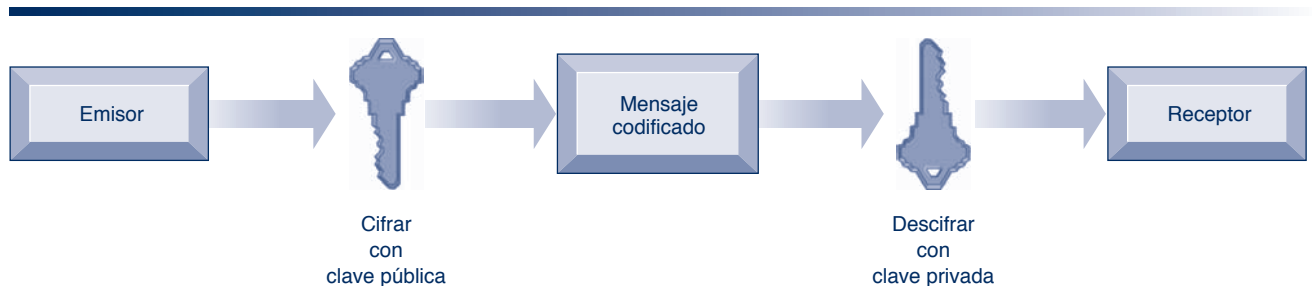 Emisor
Cifrar
con
clave pública
Mensaje
codificado
Descifrar
con
clave privada
Receptor